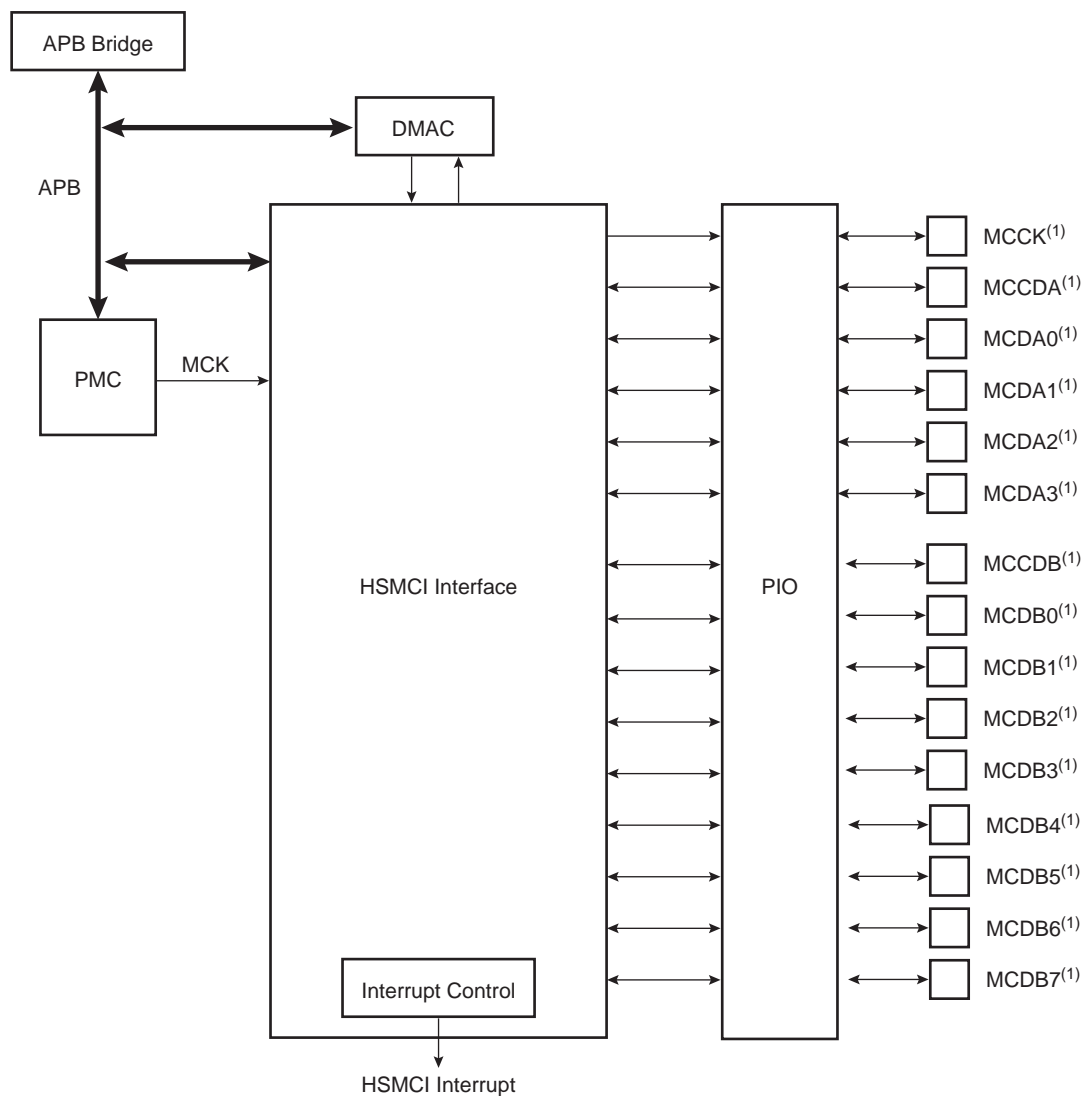 APB Bridge
DMAC
APB
MCCK(1)
MCCDA(1)
MCDA0(1)
PMC
MCK
MCDA1(1)
MCDA2(1)
MCDA3(1)
HSMCI Interface
PIO
MCCDB(1)
MCDB0(1)
MCDB1(1)
MCDB2(1)
MCDB3(1)
MCDB4(1)
MCDB5(1)
MCDB6(1)
MCDB7(1)
Interrupt Control
HSMCI Interrupt